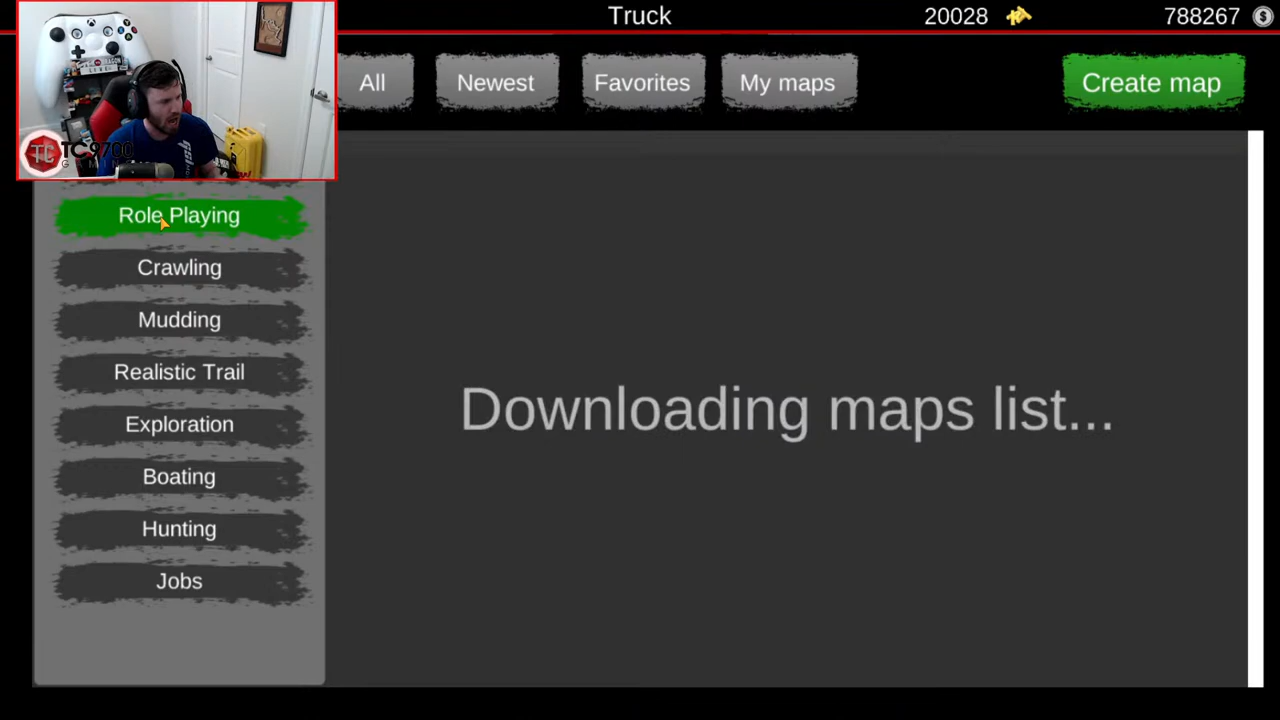 Truck
20028
788267
All
Newest
Favorites
My maps
Create map
TC9700
Role Playing
Crawling
Mudding
Realistic Trail
Exploration
Boating
Hunting
Jobs
Downloading maps list...